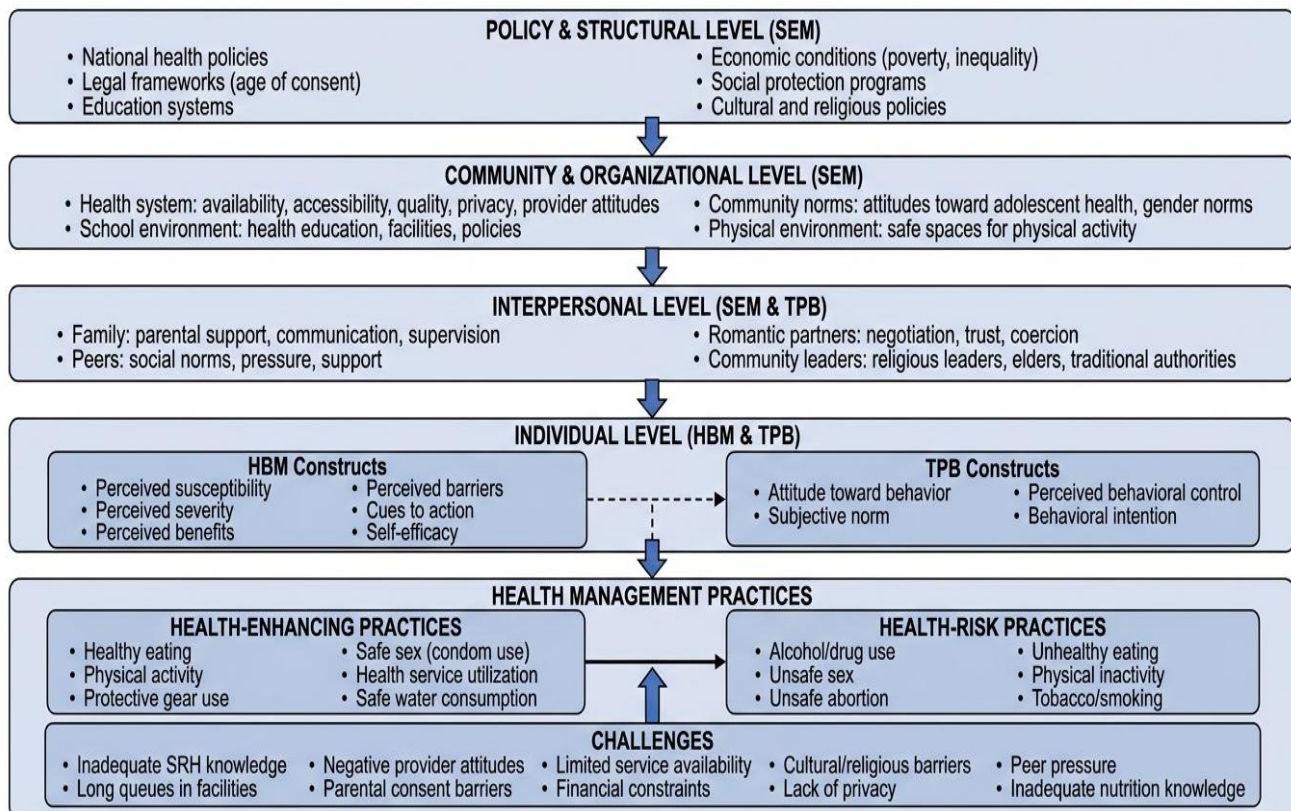 POLICY & STRUCTURAL LEVEL (SEM)
• National health policies
• Legal frameworks (age of consent)
• Education systems
• Economic conditions (poverty, inequality)
• Social protection programs
• Cultural and religious policies
COMMUNITY & ORGANIZATIONAL LEVEL (SEM)
• Health system: availability, accessibility, quality, privacy, provider attitudes
• School environment: health education, facilities, policies
• Community norms: attitudes toward adolescent health, gender norms
• Physical environment: safe spaces for physical activity
INTERPERSONAL LEVEL (SEM & TPB)
• Family: parental support, communication, supervision
• Peers: social norms, pressure, support
• Romantic partners: negotiation, trust, coercion
• Community leaders: religious leaders, elders, traditional authorities
INDIVIDUAL LEVEL (HBM & TPB)
HBM Constructs
• Perceived susceptibility
• Perceived severity
• Perceived benefits
• Perceived barriers
• Cues to action
• Self-efficacy
TPB Constructs
• Attitude toward behavior
• Subjective norm
• Perceived behavioral control
• Behavioral intention
HEALTH MANAGEMENT PRACTICES
HEALTH-ENHANCING PRACTICES
• Healthy eating
• Physical activity
• Protective gear use
• Safe sex (condom use)
• Health service utilization
• Safe water consumption
HEALTH-RISK PRACTICES
• Alcohol/drug use
• Unsafe sex
• Unsafe abortion
• Unhealthy eating
• Physical inactivity
• Tobacco/smoking
CHALLENGES
• Inadequate SRH knowledge
• Long queues in facilities
• Negative provider attitudes
• Parental consent barriers
• Limited service availability
• Financial constraints
• Cultural/religious barriers
• Lack of privacy
• Peer pressure
• Inadequate nutrition knowledge